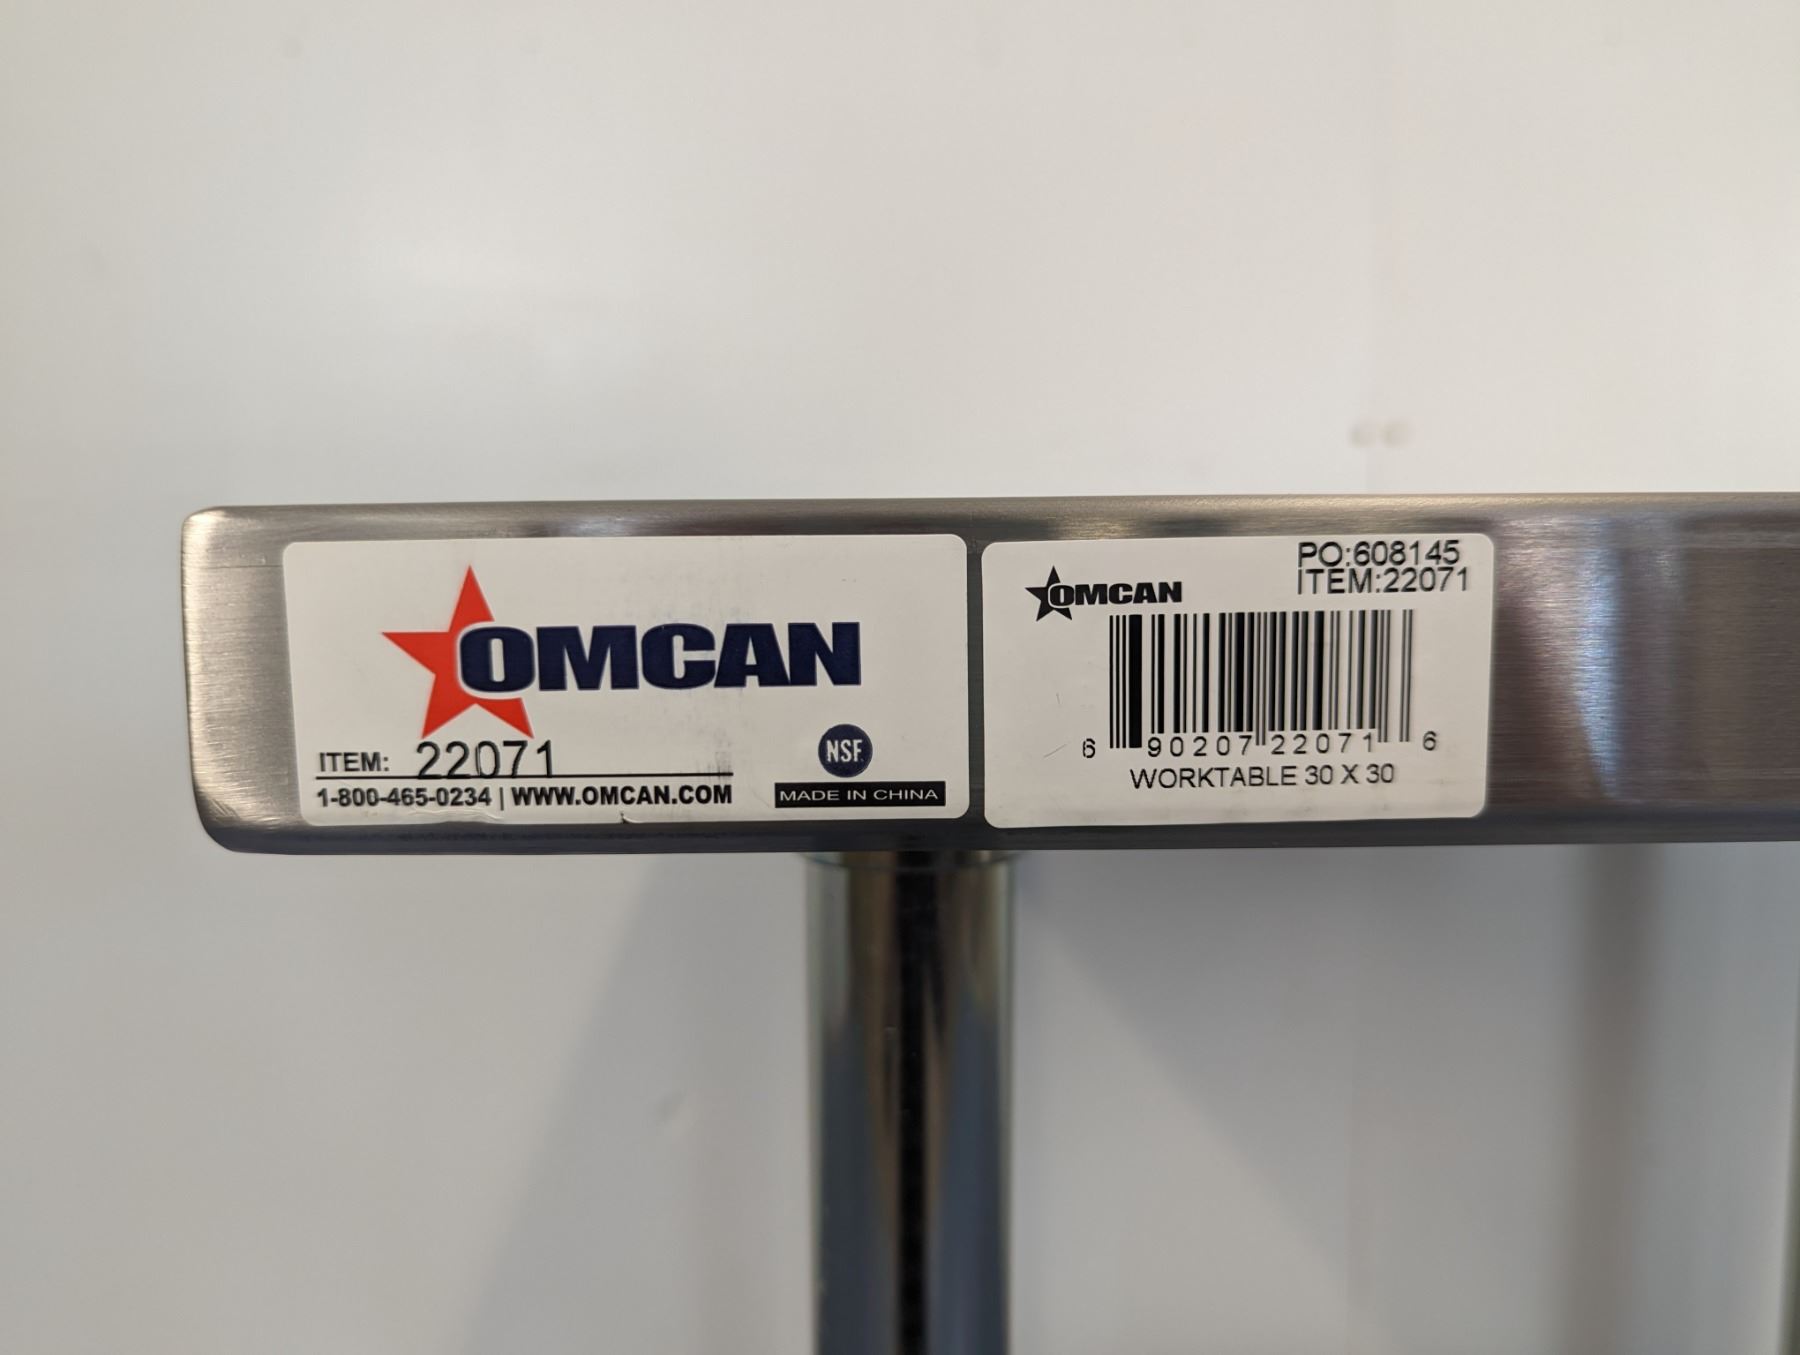 OMCAN
ITEM: 22071
1-800-465-0234 | WWW.OMCAN.COM
NSF
MADE IN CHINA
OMCAN
PO:608145
ITEM:22071
6 90207 22071 6
WORKTABLE 30 X 30